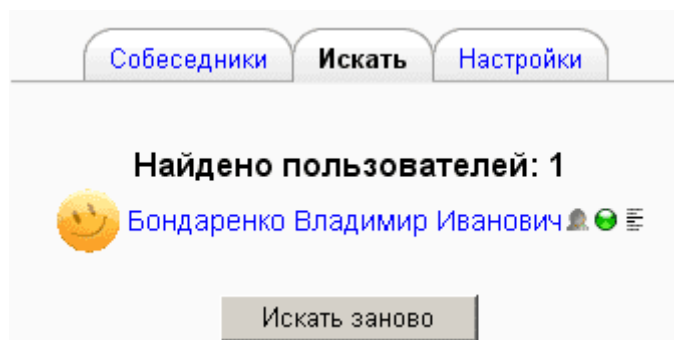 Собеседники Искать Настройки
Найдено пользователей: 1
Бондаренко Владимир Иванович
Искать заново